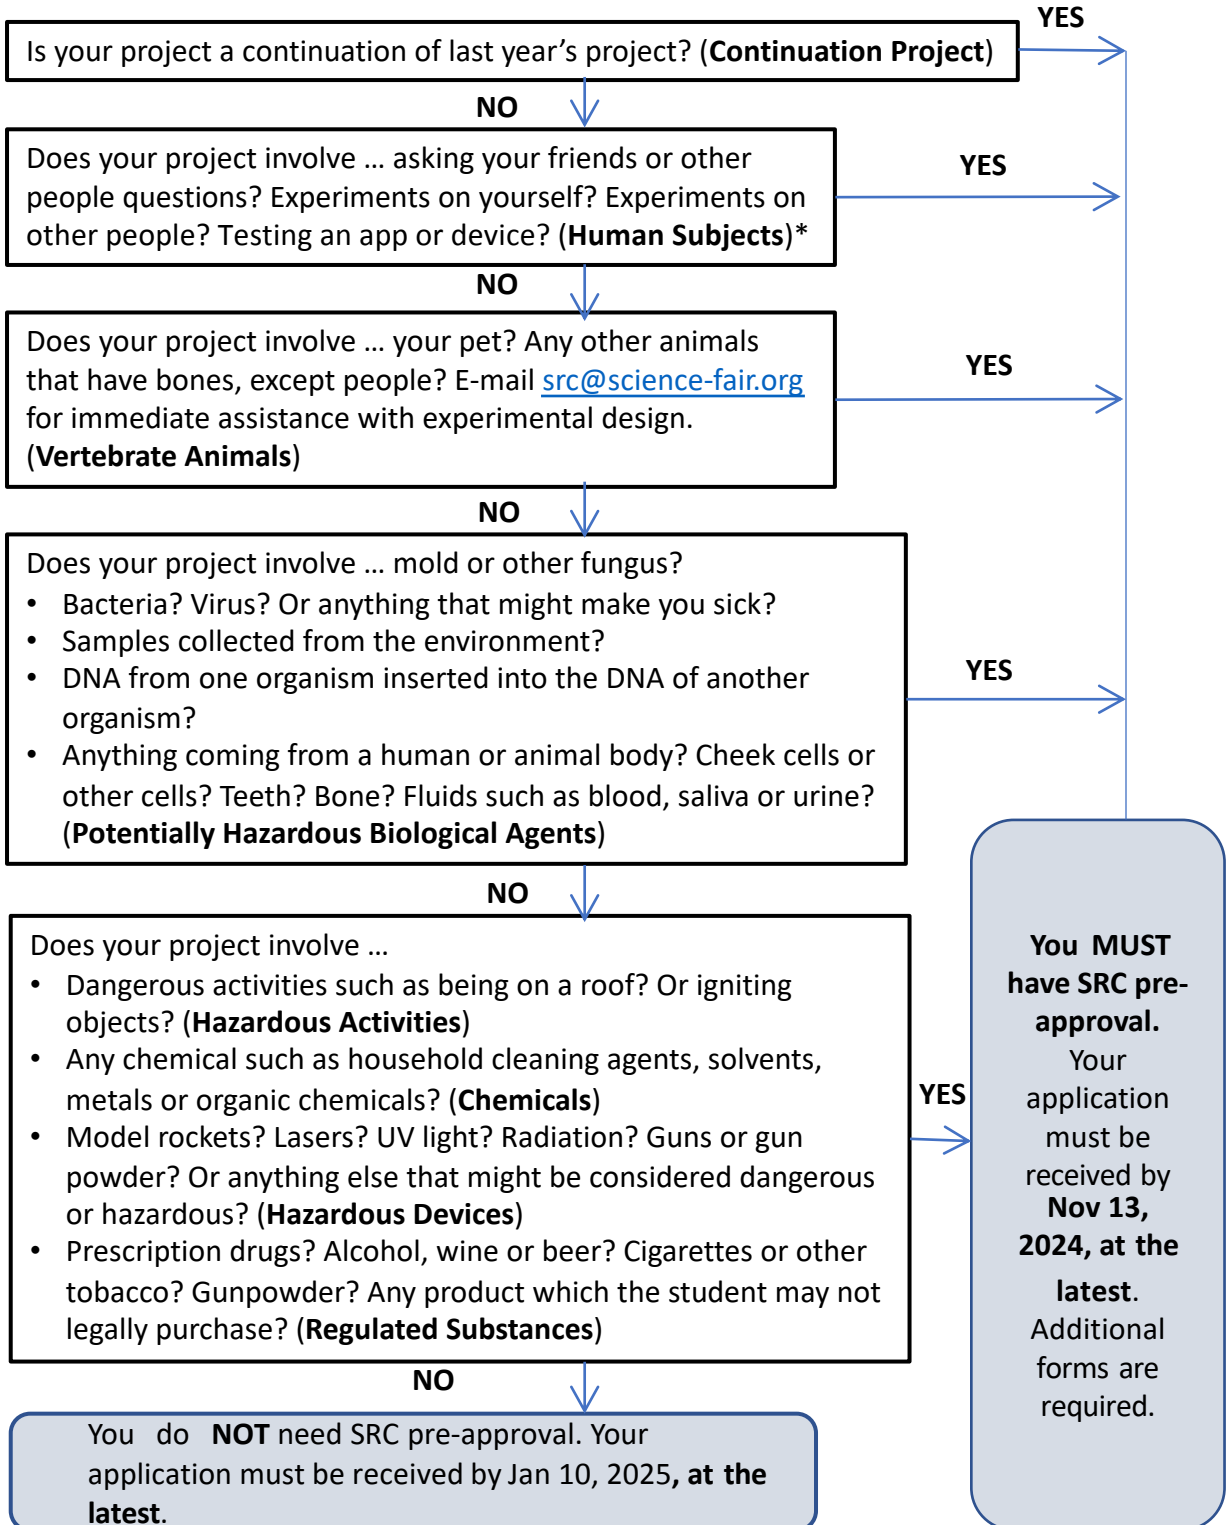 YES
Is your project a continuation of last year’s project? (Continuation Project)
NO
Does your project involve … asking your friends or other
people questions? Experiments on yourself? Experiments on
other people? Testing an app or device? (Human Subjects)*
YES
NO
Does your project involve … your pet? Any other animals
that have bones, except people? E-mail src@science-fair.org
for immediate assistance with experimental design.
(Vertebrate Animals)
YES
NO
Does your project involve … mold or other fungus?
• Bacteria? Virus? Or anything that might make you sick?
• Samples collected from the environment?
• DNA from one organism inserted into the DNA of another
organism?
• Anything coming from a human or animal body? Cheek cells or
other cells? Teeth? Bone? Fluids such as blood, saliva or urine?
(Potentially Hazardous Biological Agents)
YES
NO
Does your project involve …
• Dangerous activities such as being on a roof? Or igniting
objects? (Hazardous Activities)
• Any chemical such as household cleaning agents, solvents,
metals or organic chemicals? (Chemicals)
• Model rockets? Lasers? UV light? Radiation? Guns or gun
powder? Or anything else that might be considered dangerous
or hazardous? (Hazardous Devices)
• Prescription drugs? Alcohol, wine or beer? Cigarettes or other
tobacco? Gunpowder? Any product which the student may not
legally purchase? (Regulated Substances)
YES
You MUST
have SRC pre-
approval.
Your
application
must be
received by
Nov 13,
2024, at the
latest.
Additional
forms are
required.
NO
You do NOT need SRC pre-approval. Your
application must be received by Jan 10, 2025, at the
latest.